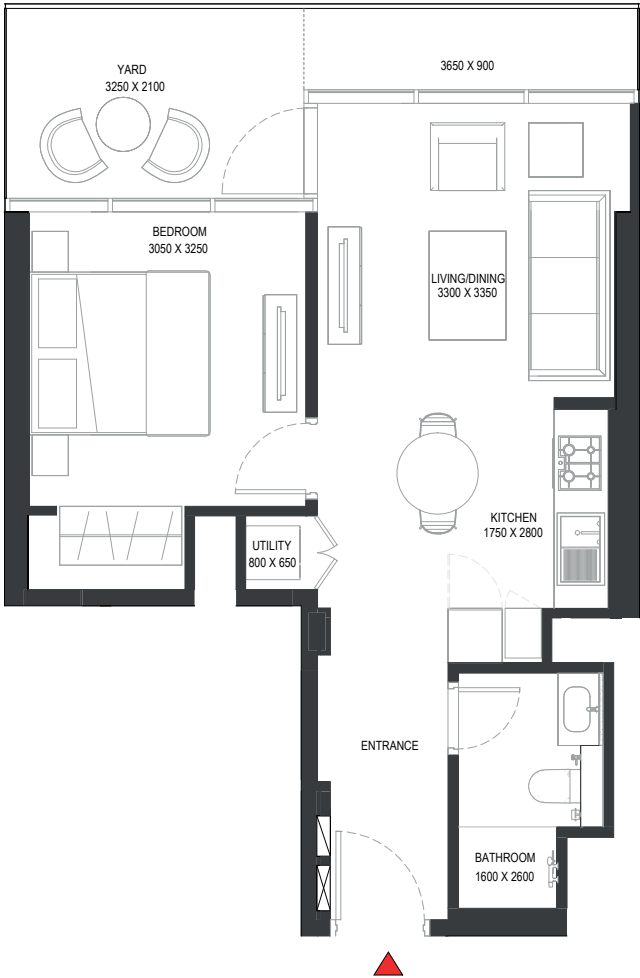 YARD
3250 X 2100
3650 X 900
BEDROOM
3050 X 3250
LIVING/DINING
3300 X 3350
KITCHEN
1750 X 2800
UTILITY
800 X 650
ENTRANCE
BATHROOM
1600 X 2600